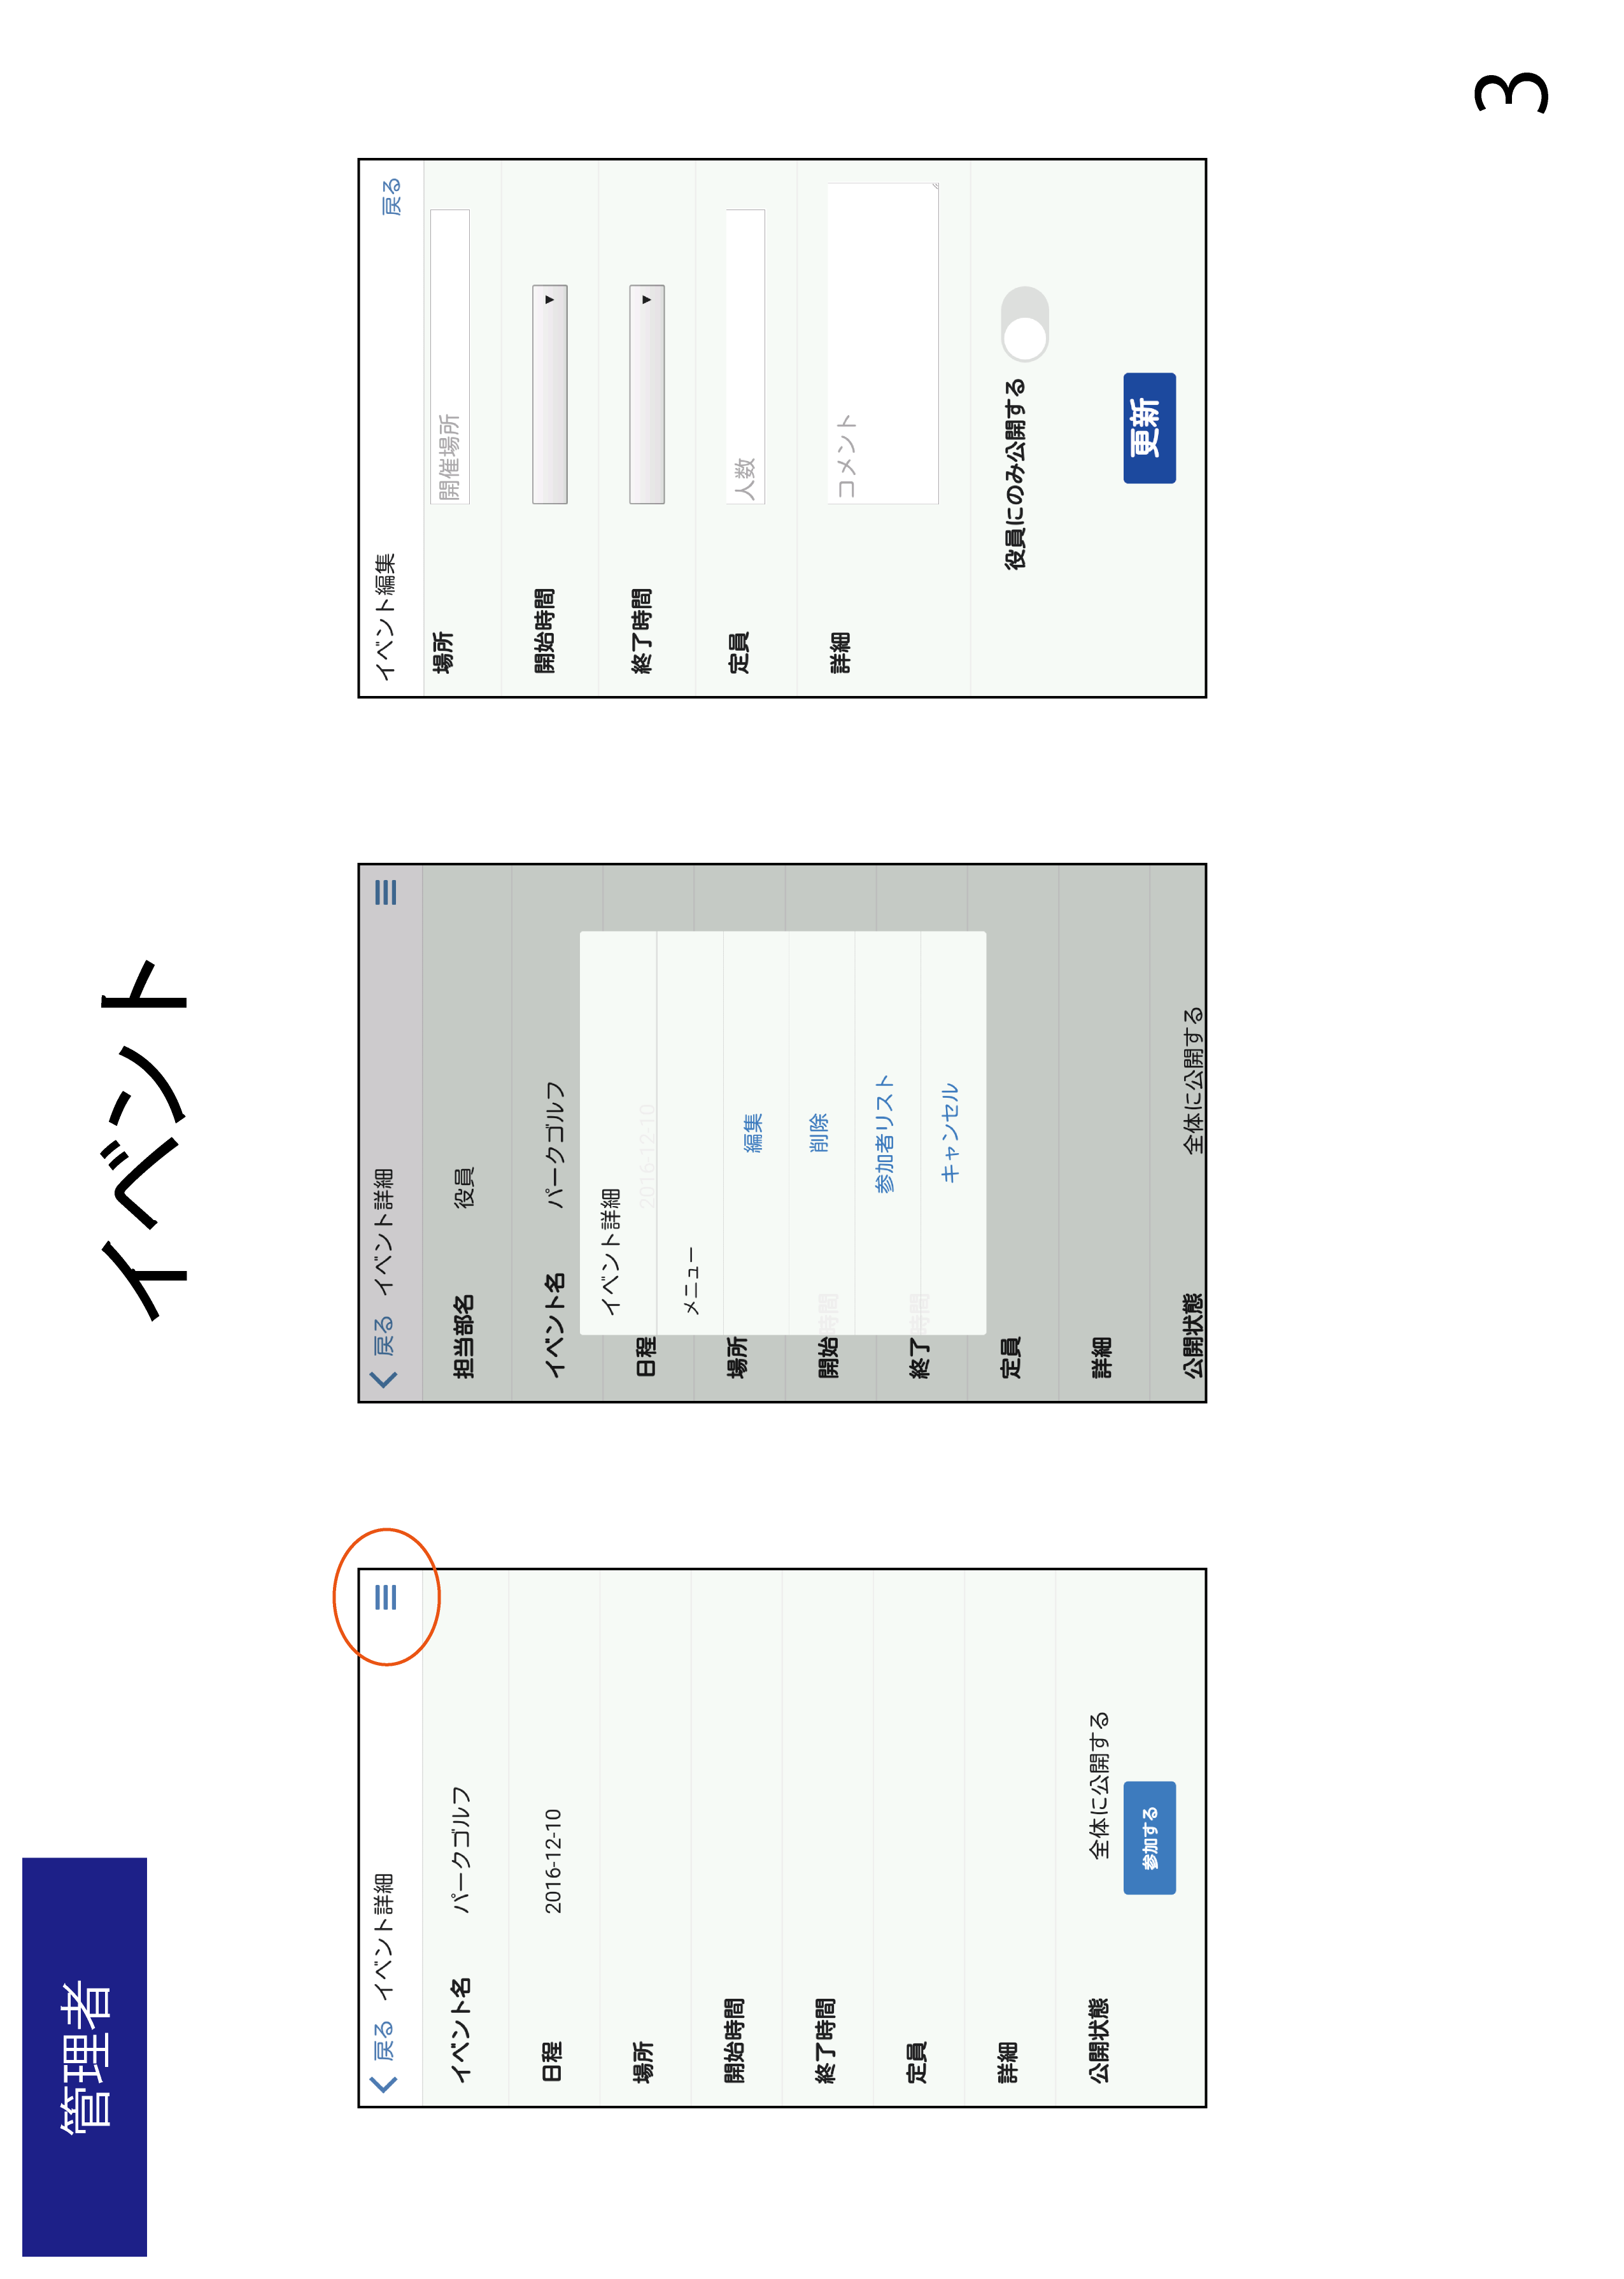 管理者
イベント
戻る イベント詳細
イベント名 パークゴルフ
日程 2016-12-10
場所
開始時間
終了時間
定員
詳細
公開状態 全体に公開する
参加する
戻る イベント詳細
担当部名 役員
イベント名 パークゴルフ
イベント詳細
日程 2016-12-10
メニュー
場所
編集
開始時間
削除
参加者リスト
終了時間
キャンセル
定員
詳細
公開状態 全体に公開する
イベント編集 戻る
場所 開催場所
開始時間
終了時間
定員 人数
詳細 コメント
役員にのみ公開する
更新
3